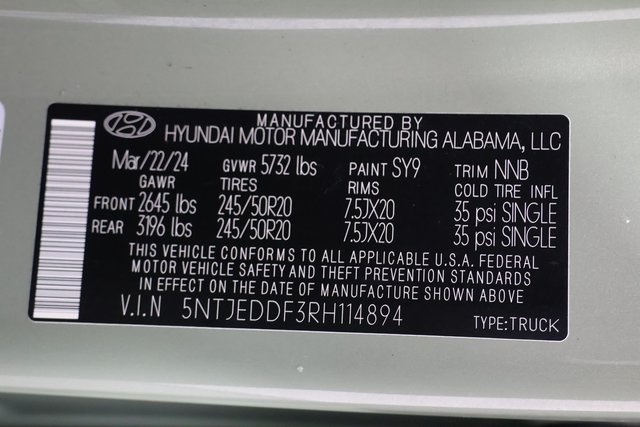 MANUFACTURED BY
HYUNDAI MOTOR MANUFACTURING ALABAMA, LLC
Mar/22/24 GVWR 5732 lbs PAINT SY9 TRIM NNB
GAWR TIRES RIMS COLD TIRE INFL
FRONT 2645 lbs 245/50R20 7.5JX20 35 psi SINGLE
REAR 3196 lbs 245/50R20 7.5JX20 35 psi SINGLE
THIS VEHICLE CONFORMS TO ALL APPLICABLE U.S.A. FEDERAL
MOTOR VEHICLE SAFETY AND THEFT PREVENTION STANDARDS
IN EFFECT ON THE DATE OF MANUFACTURE SHOWN ABOVE
V.I.N 5NTJEDDF3RH114894 TYPE:TRUCK